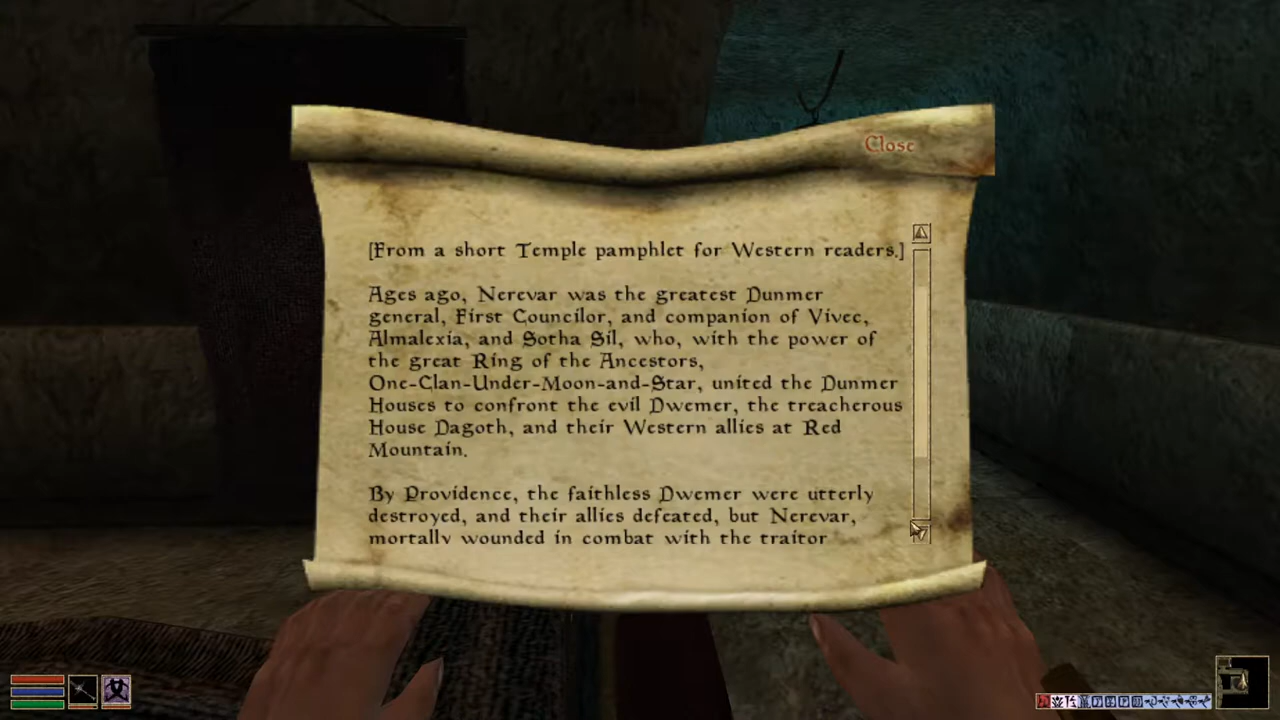 Close
[From a short Temple pamphlet for Western readers.]
Ages ago, Nerevar was the greatest Dunmer
general, First Councilor, and companion of Vivec,
Almalexia, and Sotha Sil, who, with the power of
the great Ring of the Ancestors,
One-Clan-Under-Moon-and-Star, united the Dunmer
Houses to confront the evil Dwemer, the treacherous
House Dagoth, and their Western allies at Red
Mountain.
By Providence, the faithless Dwemer were utterly
destroyed, and their allies defeated, but Nerevar,
mortally wounded in combat with the traitor